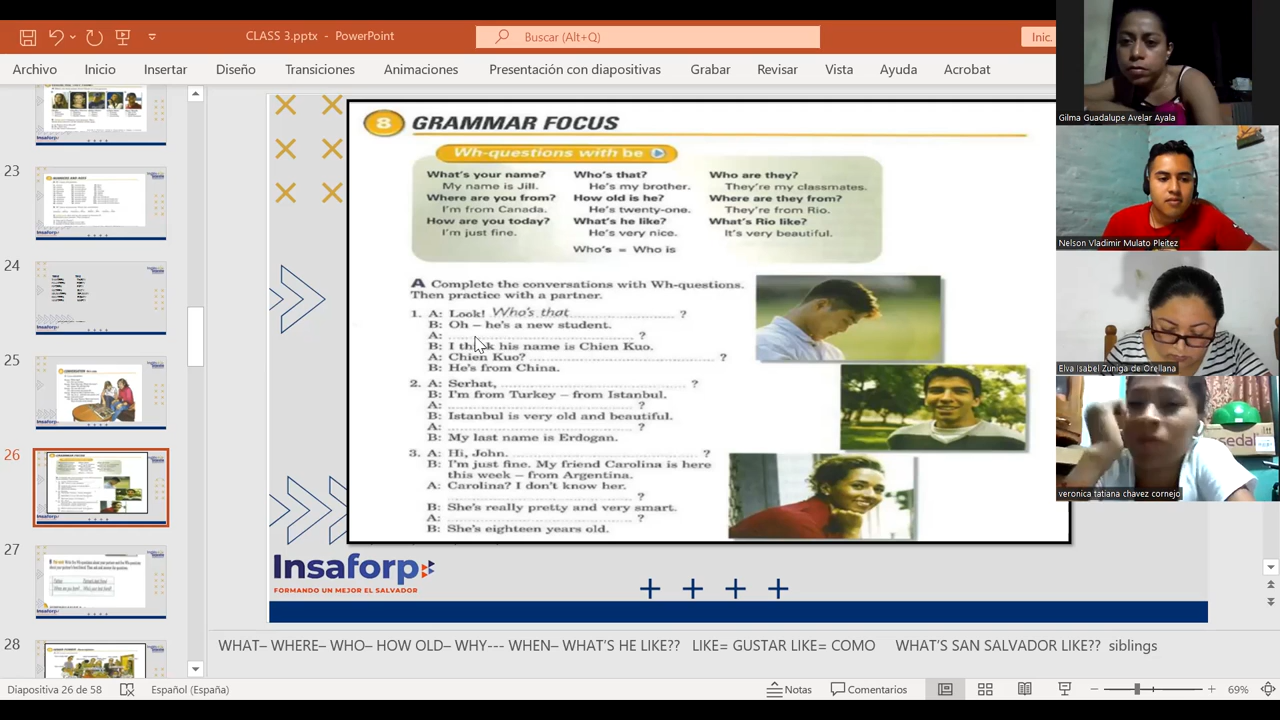 CLASS 3.pptx - PowerPoint
Buscar (Alt+Q)
Inic.
Archivo Inicio Insertar Diseño Transiciones Animaciones Presentación con diapositivas Grabar Revisar Vista Ayuda Acrobat
Gilma Guadalupe Avelar Ayala
Nelson Vladimir Mulato Pleitez
Elva Isabel Zuniga de Orellana
veronica tatiana chavez cornejo
23
24
25
26
27
28
8 GRAMMAR FOCUS
Wh-questions with be
What's your name? Who's that? Who are they?
My name is Jill. He's my brother. They're my classmates.
Where are you from? How old is he? Where are they from?
I'm from Canada. He's twenty-one. They're from Rio.
How are you today? What's he like? What's Rio like?
I'm just fine. He's very nice. It's very beautiful.
Who's = Who is
A Complete the conversations with Wh-questions.
Then practice with a partner.
1. A: Look! Who's that ?
B: Oh – he's a new student.
A: ?
B: I think his name is Chien Kuo.
A: Chien Kuo? ?
B: He's from China.
2. A: Serhat, ?
B: I'm from Turkey – from Istanbul.
A: ?
B: Istanbul is very old and beautiful.
A: ?
B: My last name is Erdogan.
3. A: Hi, John. ?
B: I'm just fine. My friend Carolina is here
this week – from Argentina.
A: Carolina? I don't know her.
?
B: She's really pretty and very smart.
A: ?
B: She's eighteen years old.
Insaforp
FORMANDO UN MEJOR EL SALVADOR
WHAT– WHERE– WHO– HOW OLD– WHY--- WHEN– WHAT'S HE LIKE?? LIKE= GUSTAR LIKE= COMO WHAT'S SAN SALVADOR LIKE?? siblings
Diapositiva 26 de 58 Español (España) Notas Comentarios 69%